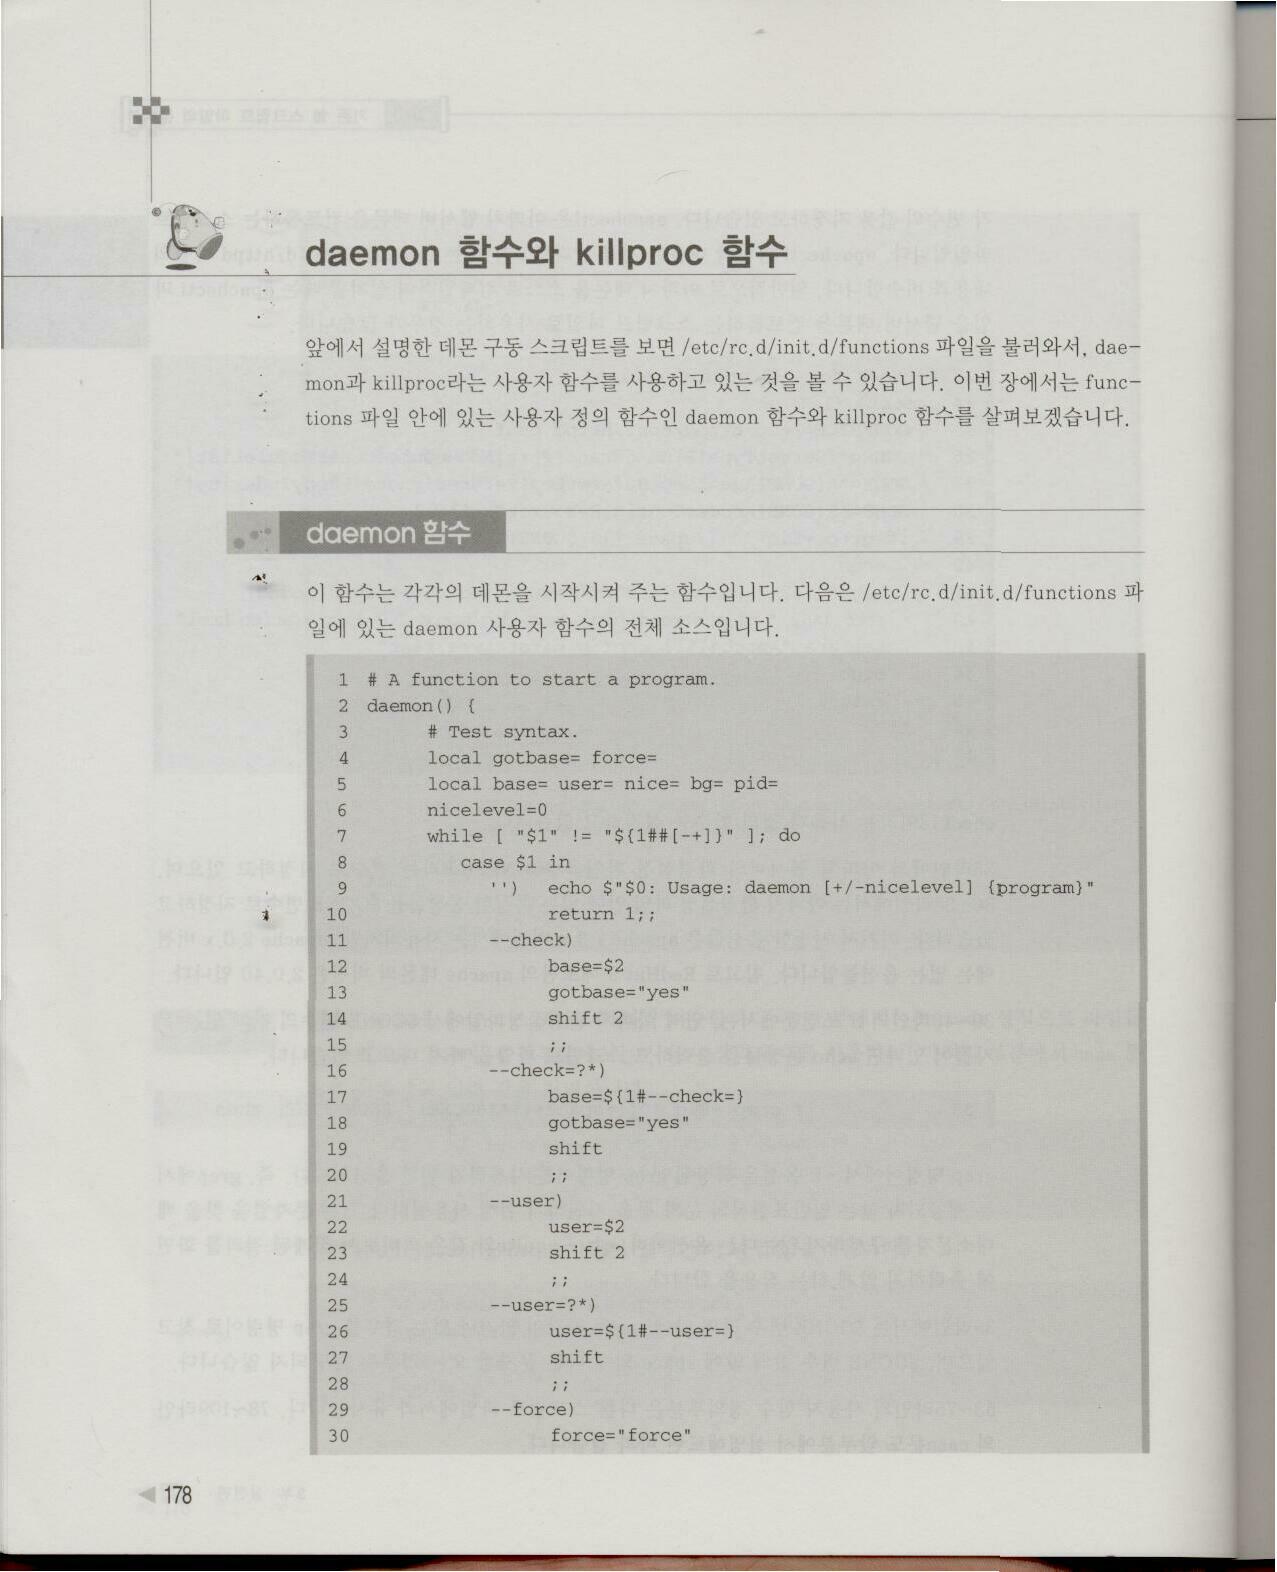 daemon 함수와 killproc 함수
앞에서 설명한 데몬 구동 스크립트를 보면 /etc/rc.d/init.d/functions 파일을 불러와서, dae-
mon과 killproc라는 사용자 함수를 사용하고 있는 것을 볼 수 있습니다. 이번 장에서는 func-
tions 파일 안에 있는 사용자 정의 함수인 daemon 함수와 killproc 함수를 살펴보겠습니다.
daemon 함수
이 함수는 각각의 데몬을 시작시켜 주는 함수입니다. 다음은 /etc/rc.d/init.d/functions 파
일에 있는 daemon 사용자 함수의 전체 소스입니다.
1 # A function to start a program.
2 daemon() {
3 # Test syntax.
4 local gotbase= force=
5 local base= user= nice= bg= pid=
6 nicelevel=0
7 while [ "$1" != "${1##[-+]}" ]; do
8 case $1 in
9 '') echo $"$0: Usage: daemon [+/-nicelevel] {program}"
10 return 1;;
11 --check)
12 base=$2
13 gotbase="yes"
14 shift 2
15 ;;
16 --check=?*)
17 base=${1#--check=}
18 gotbase="yes"
19 shift
20 ;;
21 --user)
22 user=$2
23 shift 2
24 ;;
25 --user=?*)
26 user=${1#--user=}
27 shift
28 ;;
29 --force)
30 force="force"
178